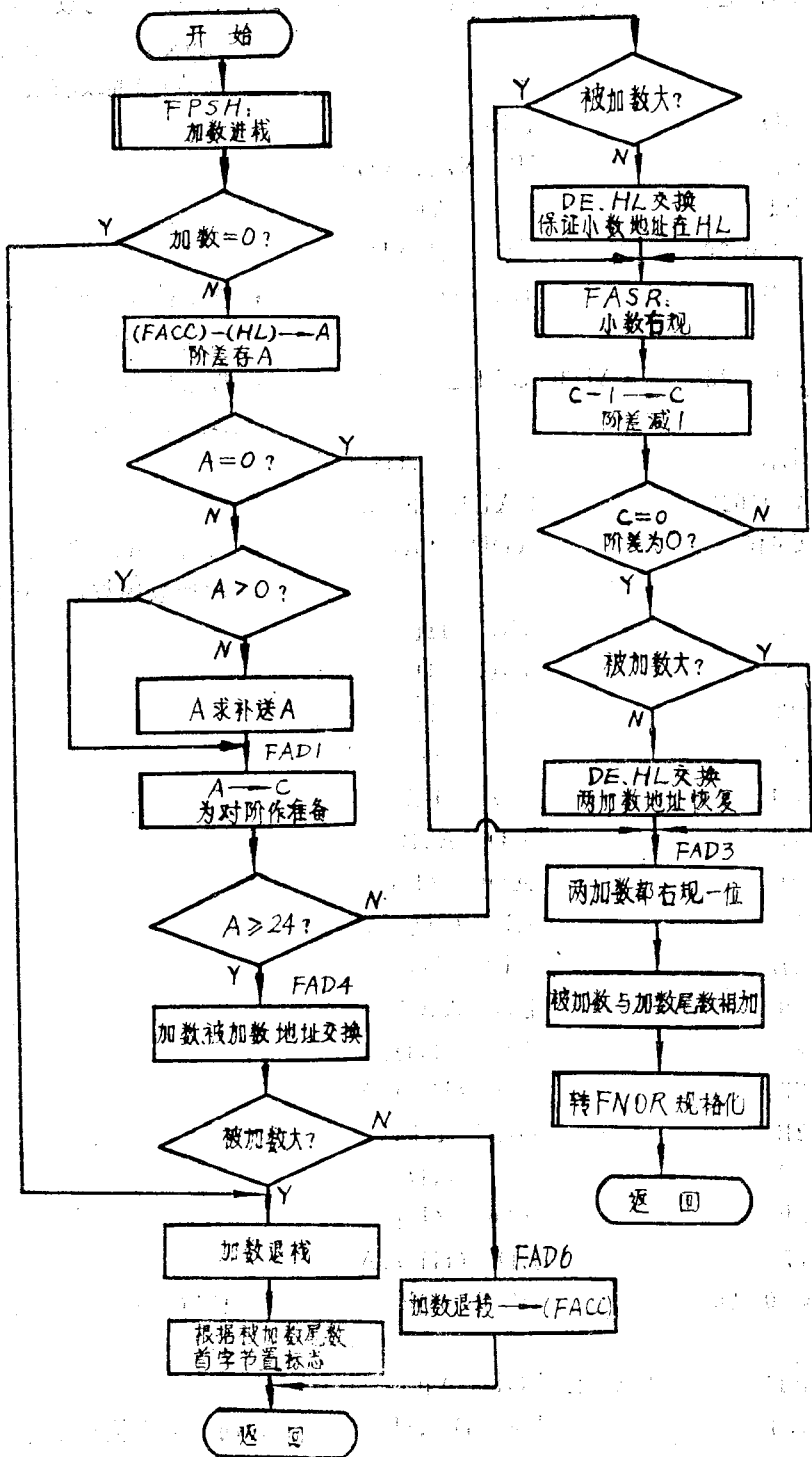 开始
FPSH:
加数进栈
加数=0?
Y
N
(FACC)-(HL)→A
阶差存A
A=0?
Y
N
A>0?
Y
N
A求补送A
FAD1
A→C
为对阶作准备
A≥24?
N
Y
FAD4
加数、被加数地址交换
被加数大?
N
Y
加数退栈
FAD6
加数退栈→(FACC)
根据被加数尾数
首字节置标志
返回
被加数大?
Y
N
DE、HL交换
保证小数地址在HL
FASR:
小数右规
C-1→C
阶差减1
C=0
阶差为0?
N
Y
被加数大?
Y
N
DE、HL交换
两加数地址恢复
FAD3
两加数都右规一位
被加数与加数尾数相加
转FNOR规格化
返回